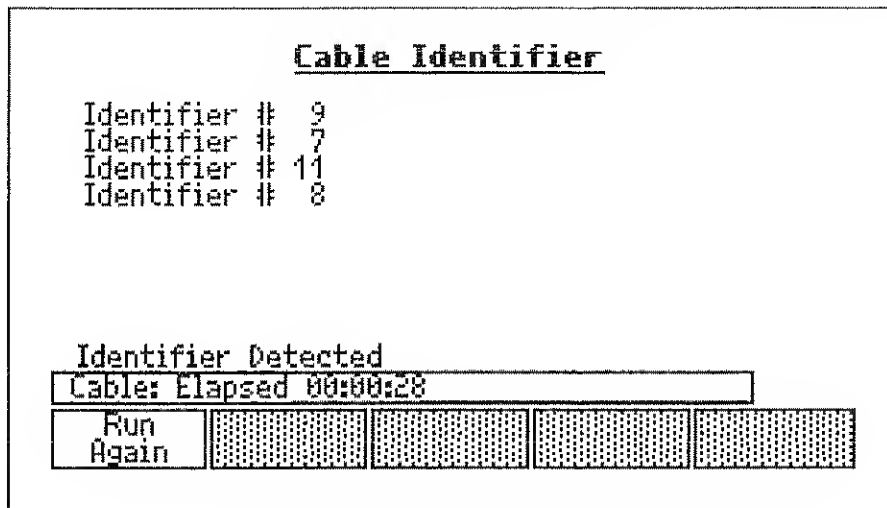 Cable Identifier
Identifier # 9
Identifier # 7
Identifier # 11
Identifier # 8
Identifier Detected
Cable: Elapsed 00:00:28
Run
Again